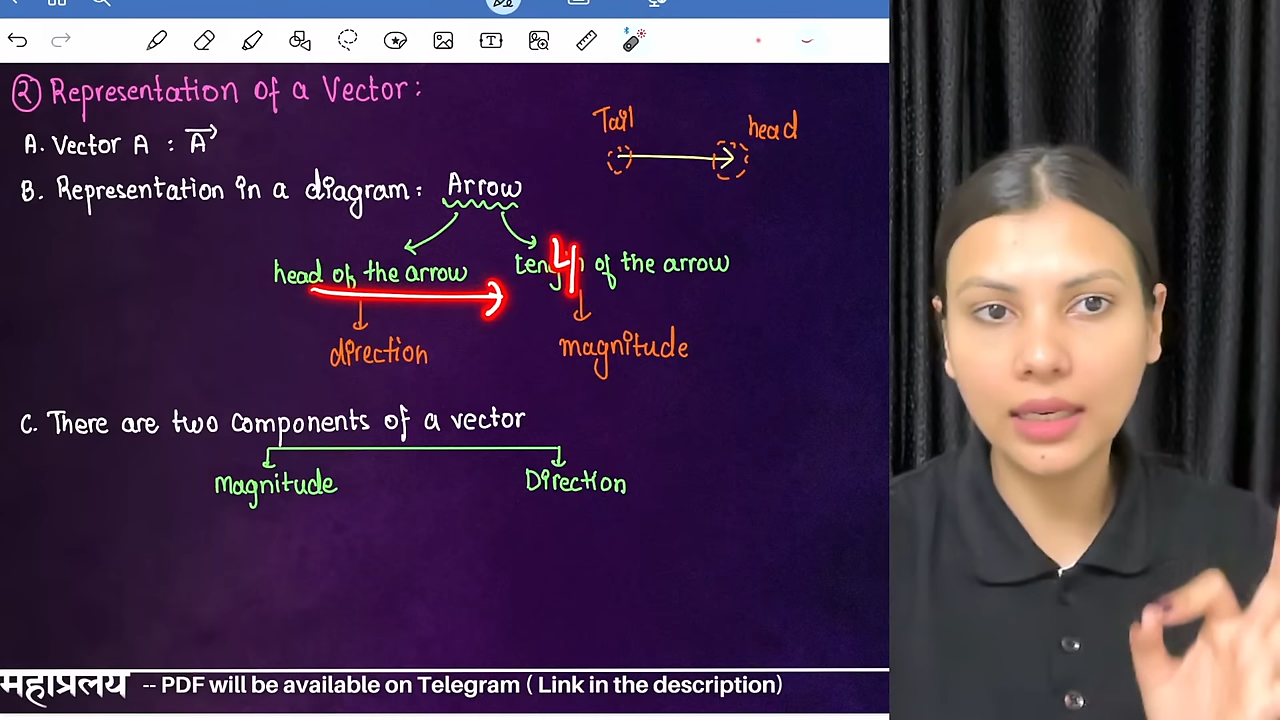 ② Representation of a Vector:
Tail
head
A. Vector A : A
B. Representation in a diagram: Arrow
head of the arrow
of the arrow
4
direction
magnitude
C. There are two components of a vector
Magnitude
Direction
महाप्रलय -- PDF will be available on Telegram ( Link in the description)